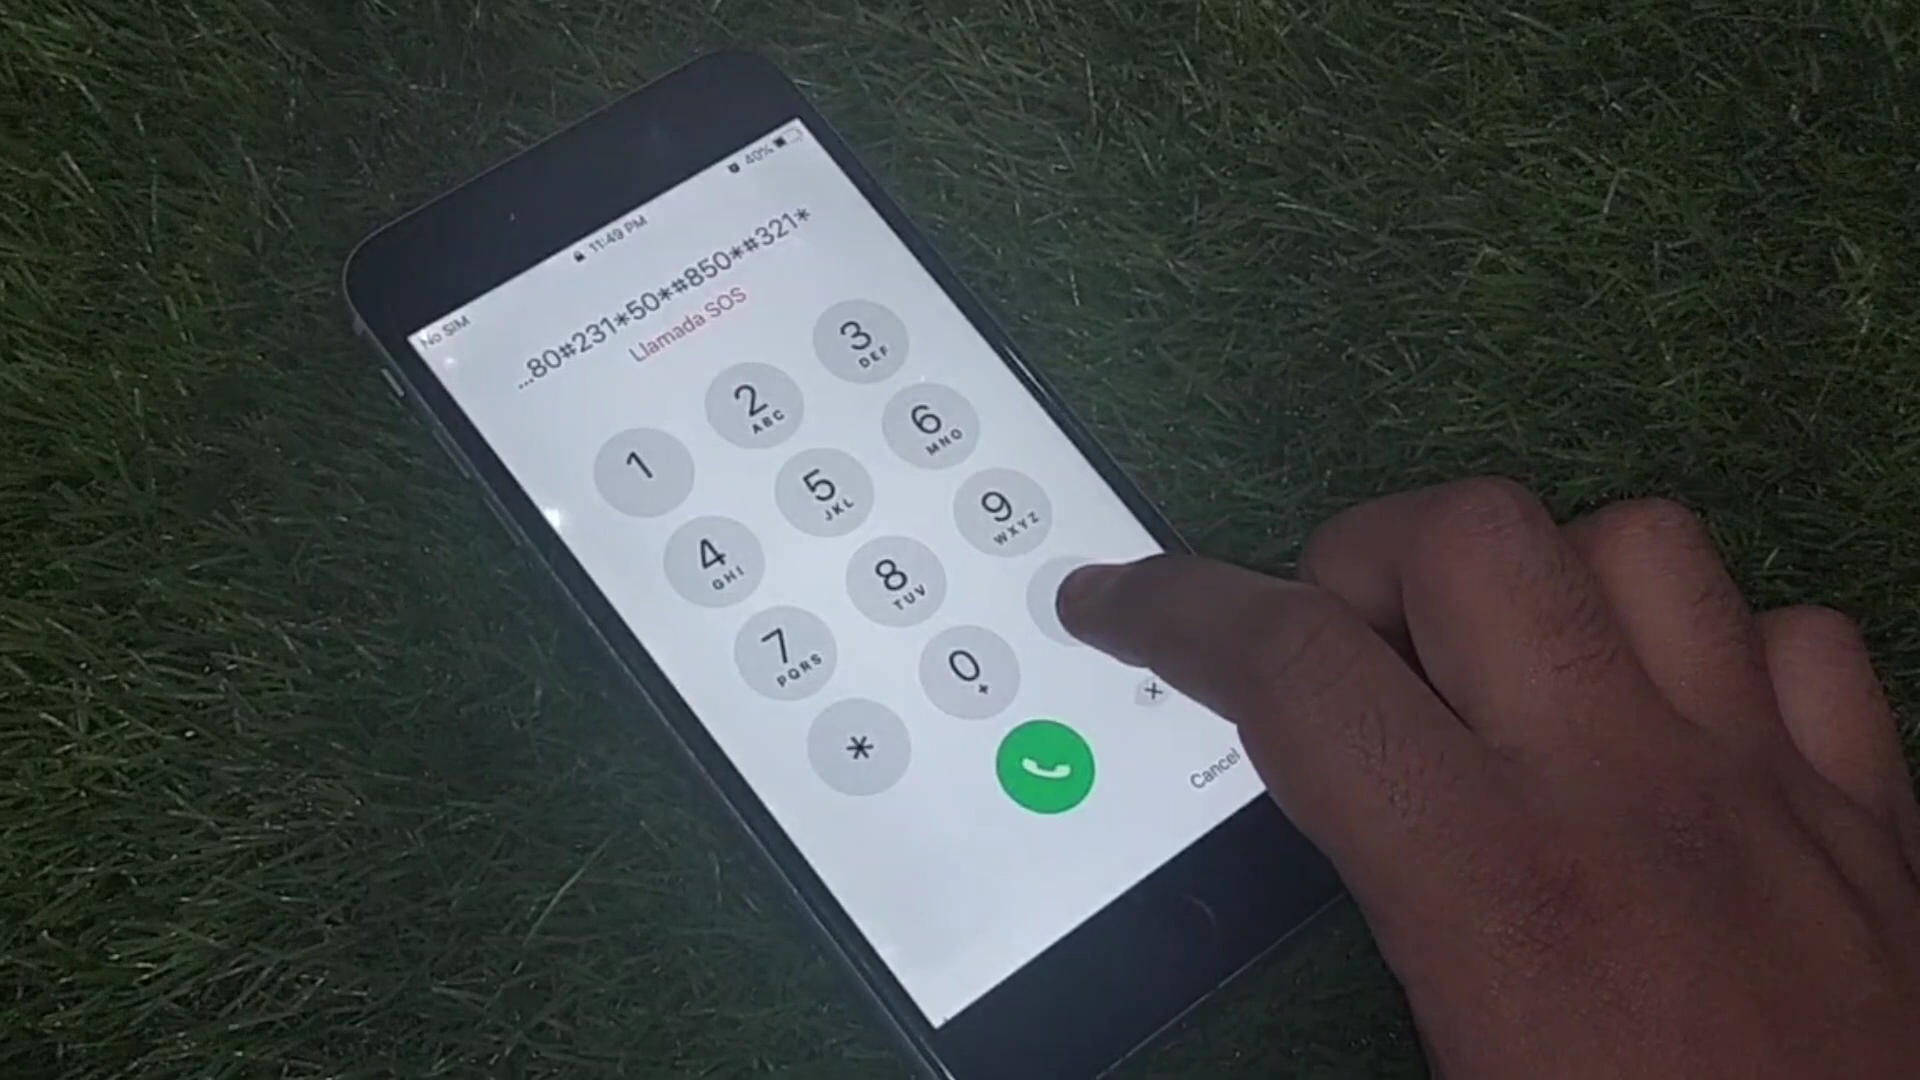 No SIM 11:49 PM 40%
...80#231*50*#850*#321*
Llamada SOS
1
2 ABC
3 DEF
4 GHI
5 JKL
6 MNO
7 PQRS
8 TUV
9 WXYZ
*
0 +
Cancel